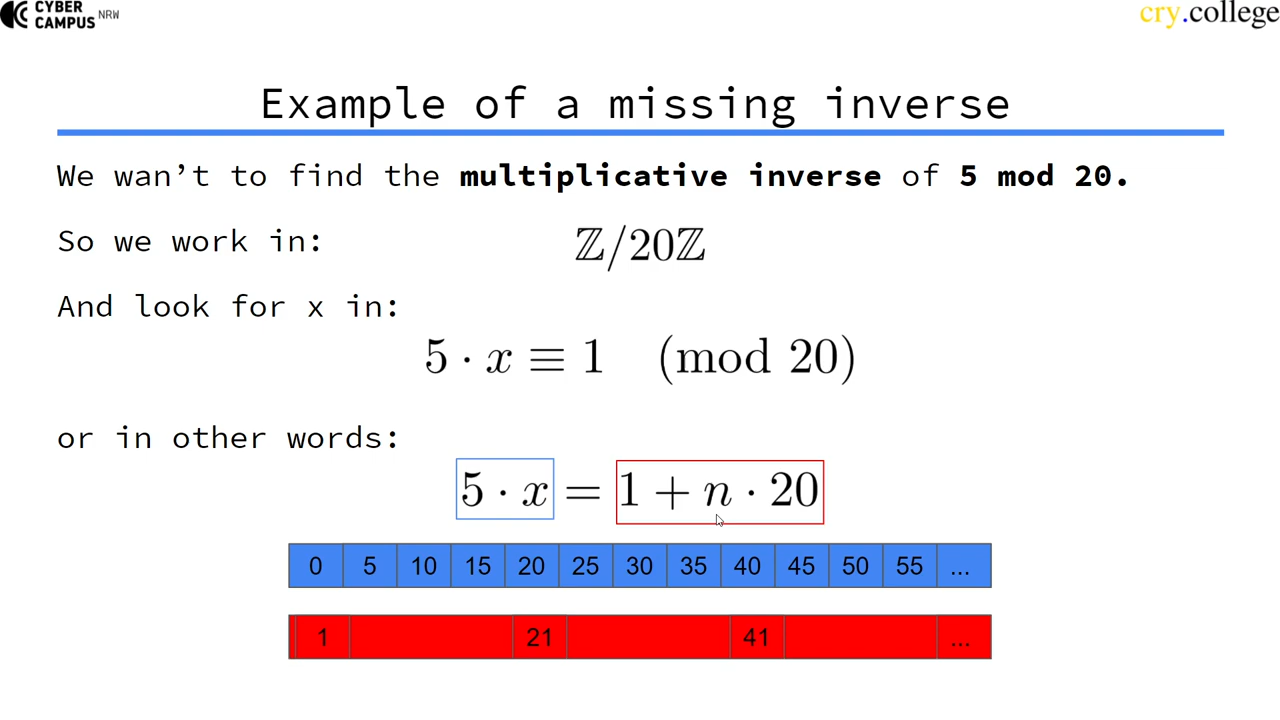 CYBER
CAMPUS NRW
cry.college
Example of a missing inverse
We wan’t to find the multiplicative inverse of 5 mod 20.
So we work in:
ℤ/20ℤ
And look for x in:
5 · x ≡ 1 (mod 20)
or in other words:
5 · x = 1 + n · 20
0 5 10 15 20 25 30 35 40 45 50 55 ...
1 21 41 ...